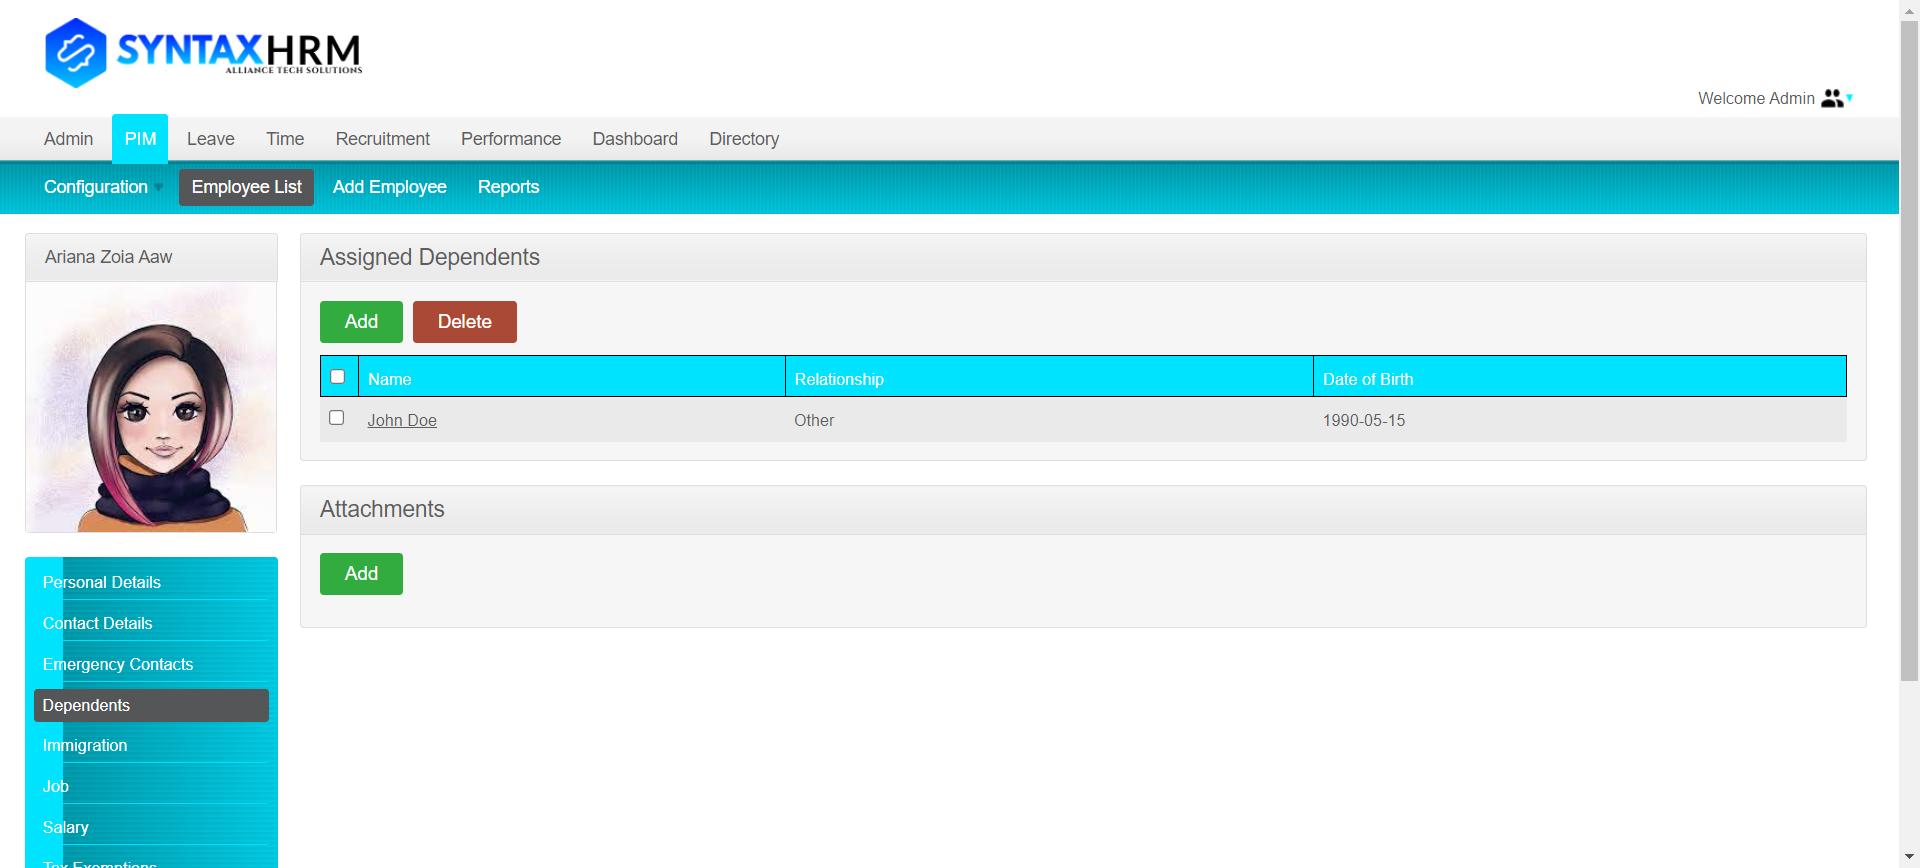 SYNTAXHRM
ALLIANCE TECH SOLUTIONS
Welcome Admin
Admin PIM Leave Time Recruitment Performance Dashboard Directory
Configuration Employee List Add Employee Reports
Ariana Zoia Aaw
Assigned Dependents
Add Delete
Name Relationship Date of Birth
John Doe Other 1990-05-15
Attachments
Add
Personal Details
Contact Details
Emergency Contacts
Dependents
Immigration
Job
Salary
Tax Exemptions